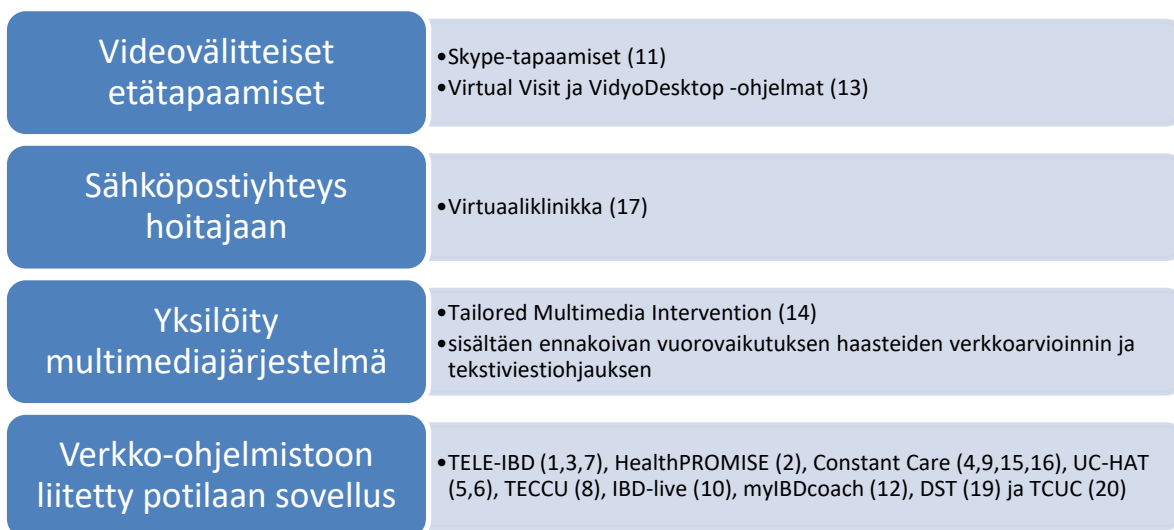 Videovälitteiset
etätapaamiset
•Skype-tapaamiset (11)
•Virtual Visit ja VidyoDesktop -ohjelmat (13)
Sähköpostiyhteys
hoitajaan
•Virtuaaliklinikka (17)
Yksilöity
multimediajärjestelmä
•Tailored Multimedia Intervention (14)
•sisältäen ennakoivan vuorovaikutuksen haasteiden verkkoarvioinnin ja
tekstiviestiohjauksen
Verkko-ohjelmistoon
liitetty potilaan sovellus
•TELE-IBD (1,3,7), HealthPROMISE (2), Constant Care (4,9,15,16), UC-HAT
(5,6), TECCU (8), IBD-live (10), myIBDcoach (12), DST (19) ja TCUC (20)